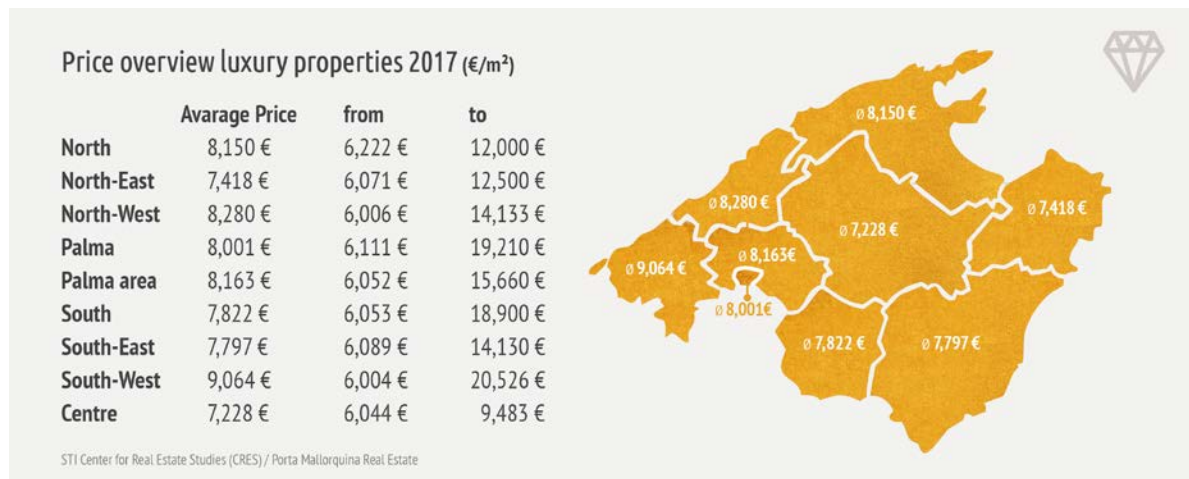 Price overview luxury properties 2017 (€/m²)
Avarage Price from to
North 8,150 € 6,222 € 12,000 €
North-East 7,418 € 6,071 € 12,500 €
North-West 8,280 € 6,006 € 14,133 €
Palma 8,001 € 6,111 € 19,210 €
Palma area 8,163 € 6,052 € 15,660 €
South 7,822 € 6,053 € 18,900 €
South-East 7,797 € 6,089 € 14,130 €
South-West 9,064 € 6,004 € 20,526 €
Centre 7,228 € 6,044 € 9,483 €
STI Center for Real Estate Studies (CRES) / Porta Mallorquina Real Estate
ø 8,150 €
ø 8,280 €
ø 7,418 €
ø 7,228 €
ø 8,163€
ø 9,064 €
ø 8,001€
ø 7,822 €
ø 7,797 €